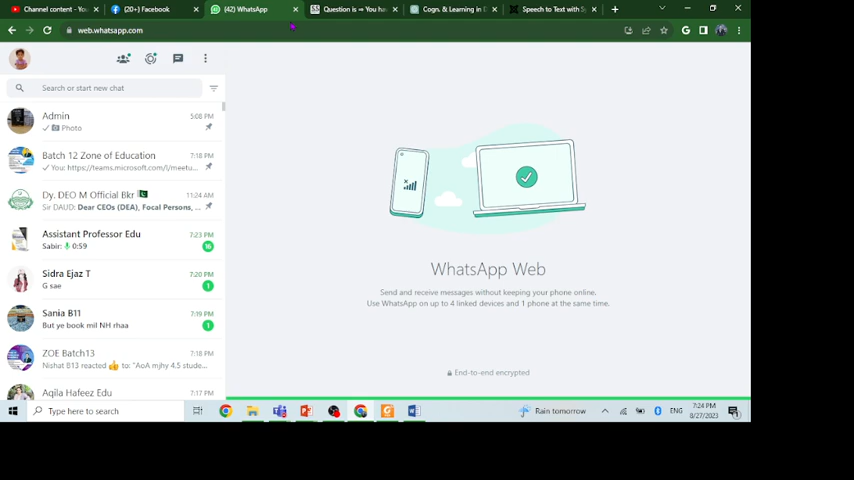 Channel content - You
(20+) Facebook
(42) WhatsApp
Question is ⇒ You ha
Cogn. & Learning in D
Speech to Text with Sp
web.whatsapp.com
Search or start new chat
Admin 5:08 PM
Photo
Batch 12 Zone of Education 7:18 PM
You: https://teams.microsoft.com/l/meetu...
Dy. DEO M Official Bkr 🇵🇰 11:24 AM
Sir DAUD: Dear CEOs (DEA), Focal Persons, ...
Assistant Professor Edu 7:23 PM
Sabir: 0:59 16
Sidra Ejaz T 7:20 PM
G sae 1
Sania B11 7:19 PM
But ye book mil NH rhaa 1
ZOE Batch13 7:18 PM
Nishat B13 reacted 👍 to: "AoA mjhy 4,5 stude...
Aqila Hafeez Edu 7:17 PM
WhatsApp Web
Send and receive messages without keeping your phone online.
Use WhatsApp on up to 4 linked devices and 1 phone at the same time.
End-to-end encrypted
Type here to search
Rain tomorrow
ENG
7:24 PM
8/27/2023